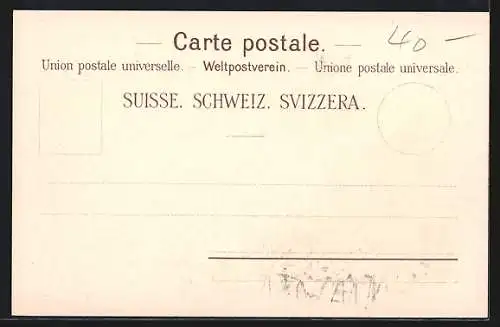 — Carte postale. — 40 –
Union postale universelle. – Weltpostverein. – Unione postale universale.
SUISSE. SCHWEIZ. SVIZZERA.